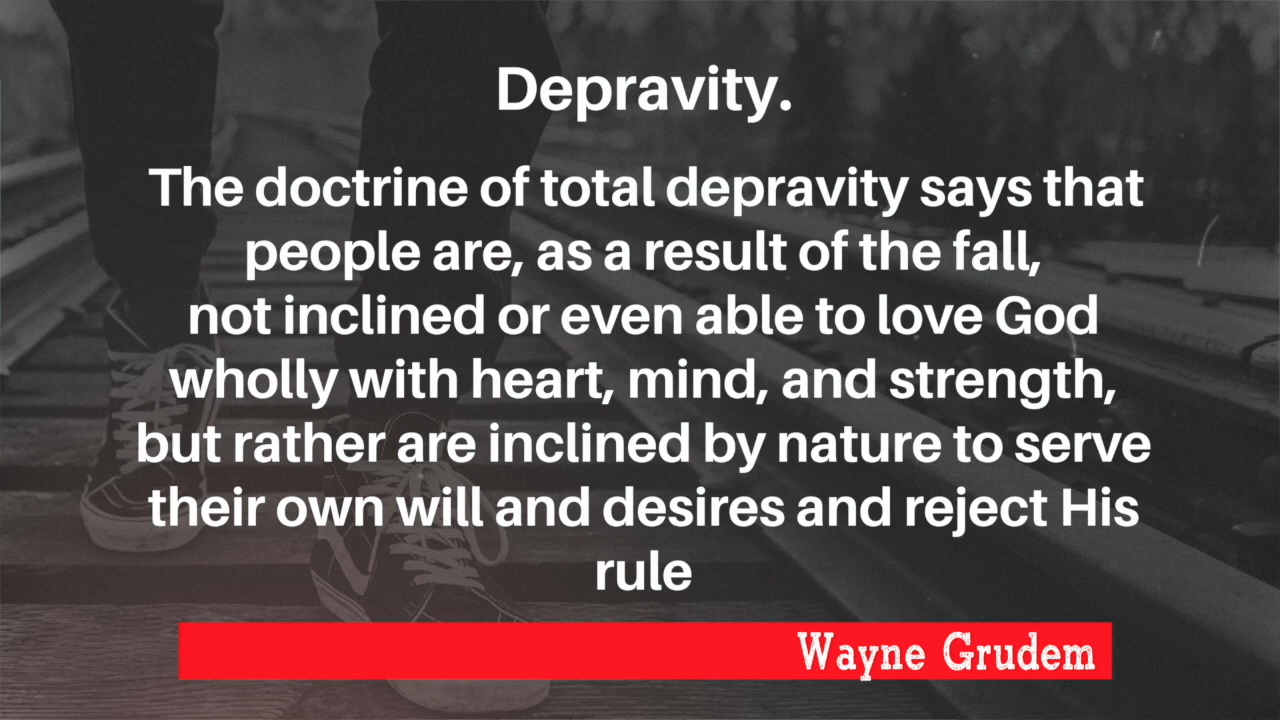 Depravity.
The doctrine of total depravity says that
people are, as a result of the fall,
not inclined or even able to love God
wholly with heart, mind, and strength,
but rather are inclined by nature to serve
their own will and desires and reject His
rule
Wayne Grudem